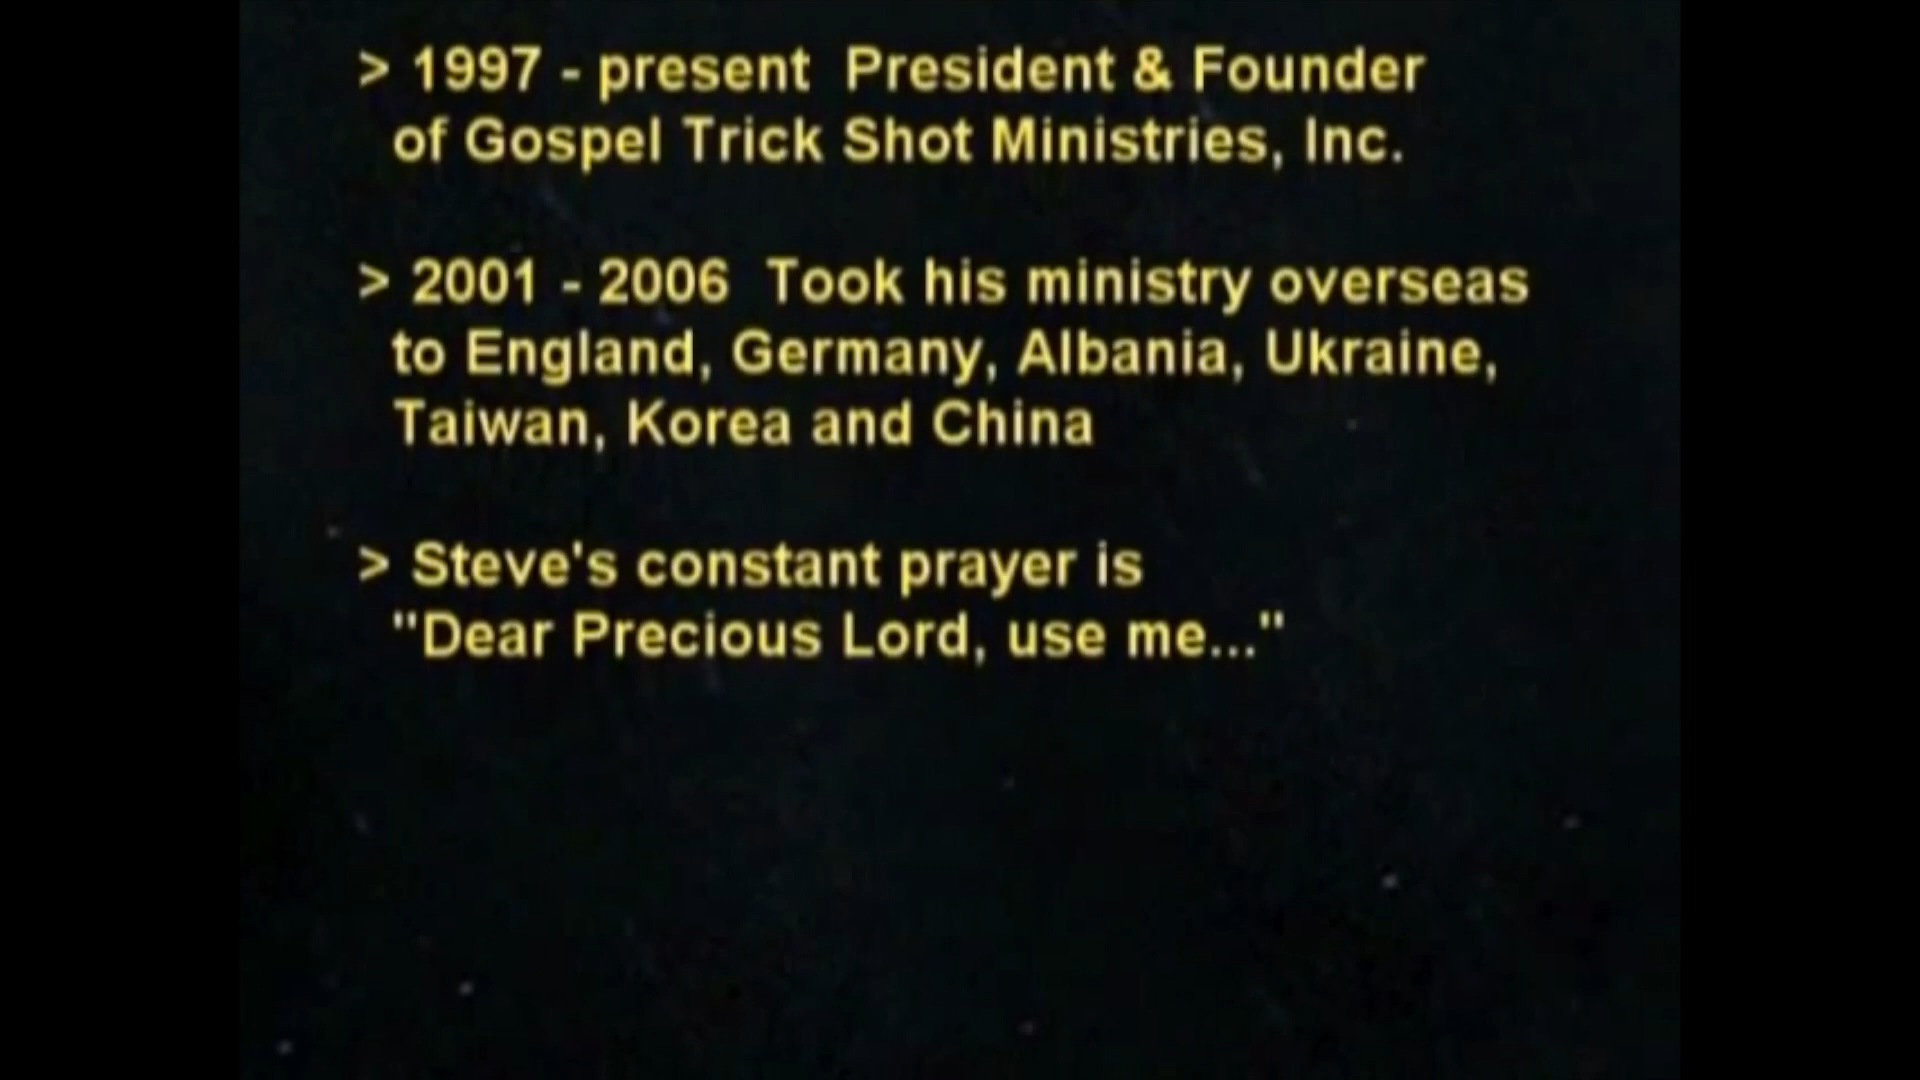 > 1997 - present  President & Founder
of Gospel Trick Shot Ministries, Inc.
> 2001 - 2006  Took his ministry overseas
to England, Germany, Albania, Ukraine,
Taiwan, Korea and China
> Steve's constant prayer is
"Dear Precious Lord, use me..."